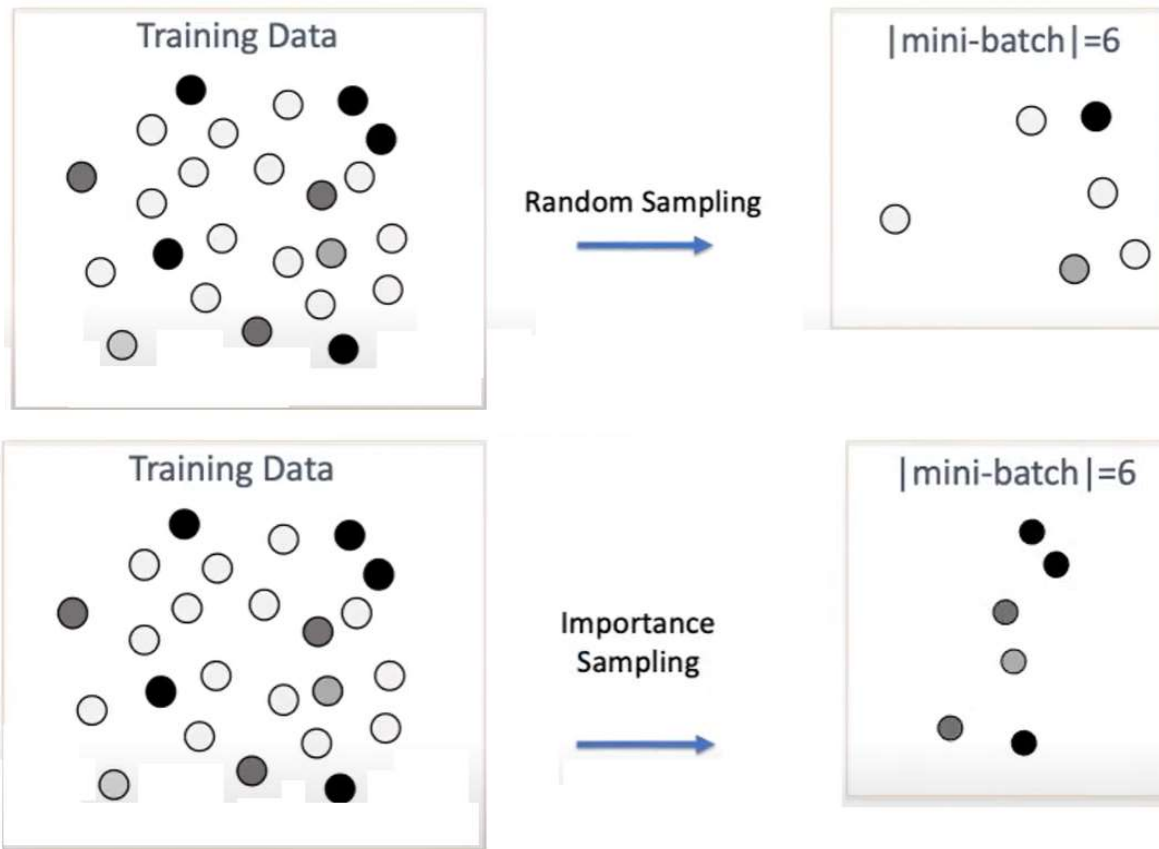 Training Data
|mini-batch|=6
Random Sampling
Training Data
|mini-batch|=6
Importance
Sampling